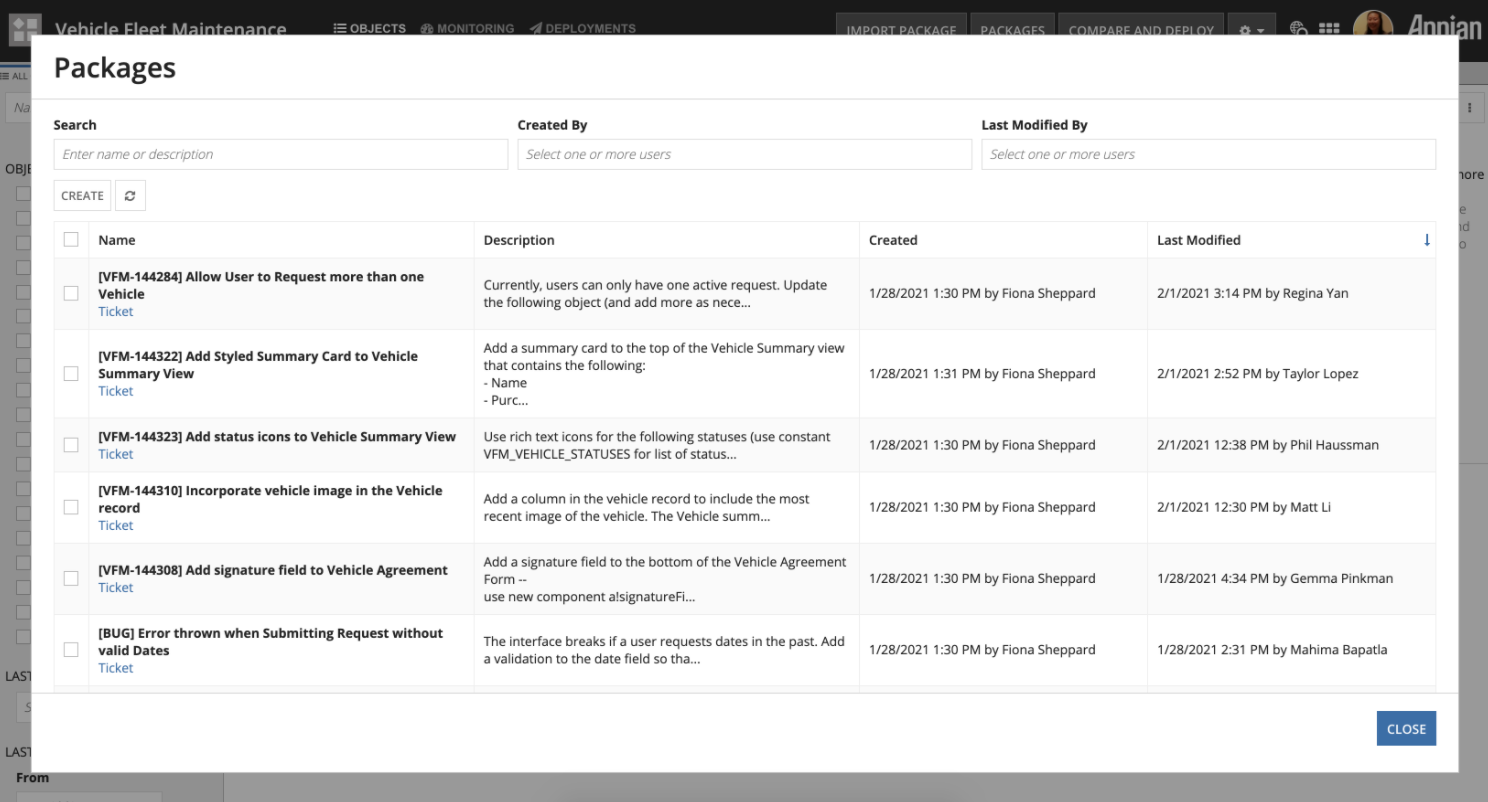 Vehicle Fleet Maintenance
OBJECTS
MONITORING
DEPLOYMENTS
IMPORT PACKAGE
PACKAGES
COMPARE AND DEPLOY
Appian
ALL
Packages
Search
Created By
Last Modified By
Enter name or description
Select one or more users
Select one or more users
CREATE
Name
Description
Created
Last Modified
[VFM-144284] Allow User to Request more than one
Vehicle
Ticket
Currently, users can only have one active request. Update
the following object (and add more as nece...
1/28/2021 1:30 PM by Fiona Sheppard
2/1/2021 3:14 PM by Regina Yan
[VFM-144322] Add Styled Summary Card to Vehicle
Summary View
Ticket
Add a summary card to the top of the Vehicle Summary view
that contains the following:
- Name
- Purc...
1/28/2021 1:31 PM by Fiona Sheppard
2/1/2021 2:52 PM by Taylor Lopez
[VFM-144323] Add status icons to Vehicle Summary View
Ticket
Use rich text icons for the following statuses (use constant
VFM_VEHICLE_STATUSES for list of status...
1/28/2021 1:30 PM by Fiona Sheppard
2/1/2021 12:38 PM by Phil Haussman
[VFM-144310] Incorporate vehicle image in the Vehicle
record
Ticket
Add a column in the vehicle record to include the most
recent image of the vehicle. The Vehicle summ...
1/28/2021 1:30 PM by Fiona Sheppard
2/1/2021 12:30 PM by Matt Li
[VFM-144308] Add signature field to Vehicle Agreement
Ticket
Add a signature field to the bottom of the Vehicle Agreement
Form --
use new component a!signatureFi...
1/28/2021 1:30 PM by Fiona Sheppard
1/28/2021 4:34 PM by Gemma Pinkman
[BUG] Error thrown when Submitting Request without
valid Dates
Ticket
The interface breaks if a user requests dates in the past. Add
a validation to the date field so tha...
1/28/2021 1:30 PM by Fiona Sheppard
1/28/2021 2:31 PM by Mahima Bapatla
LAST
LAST
CLOSE
From